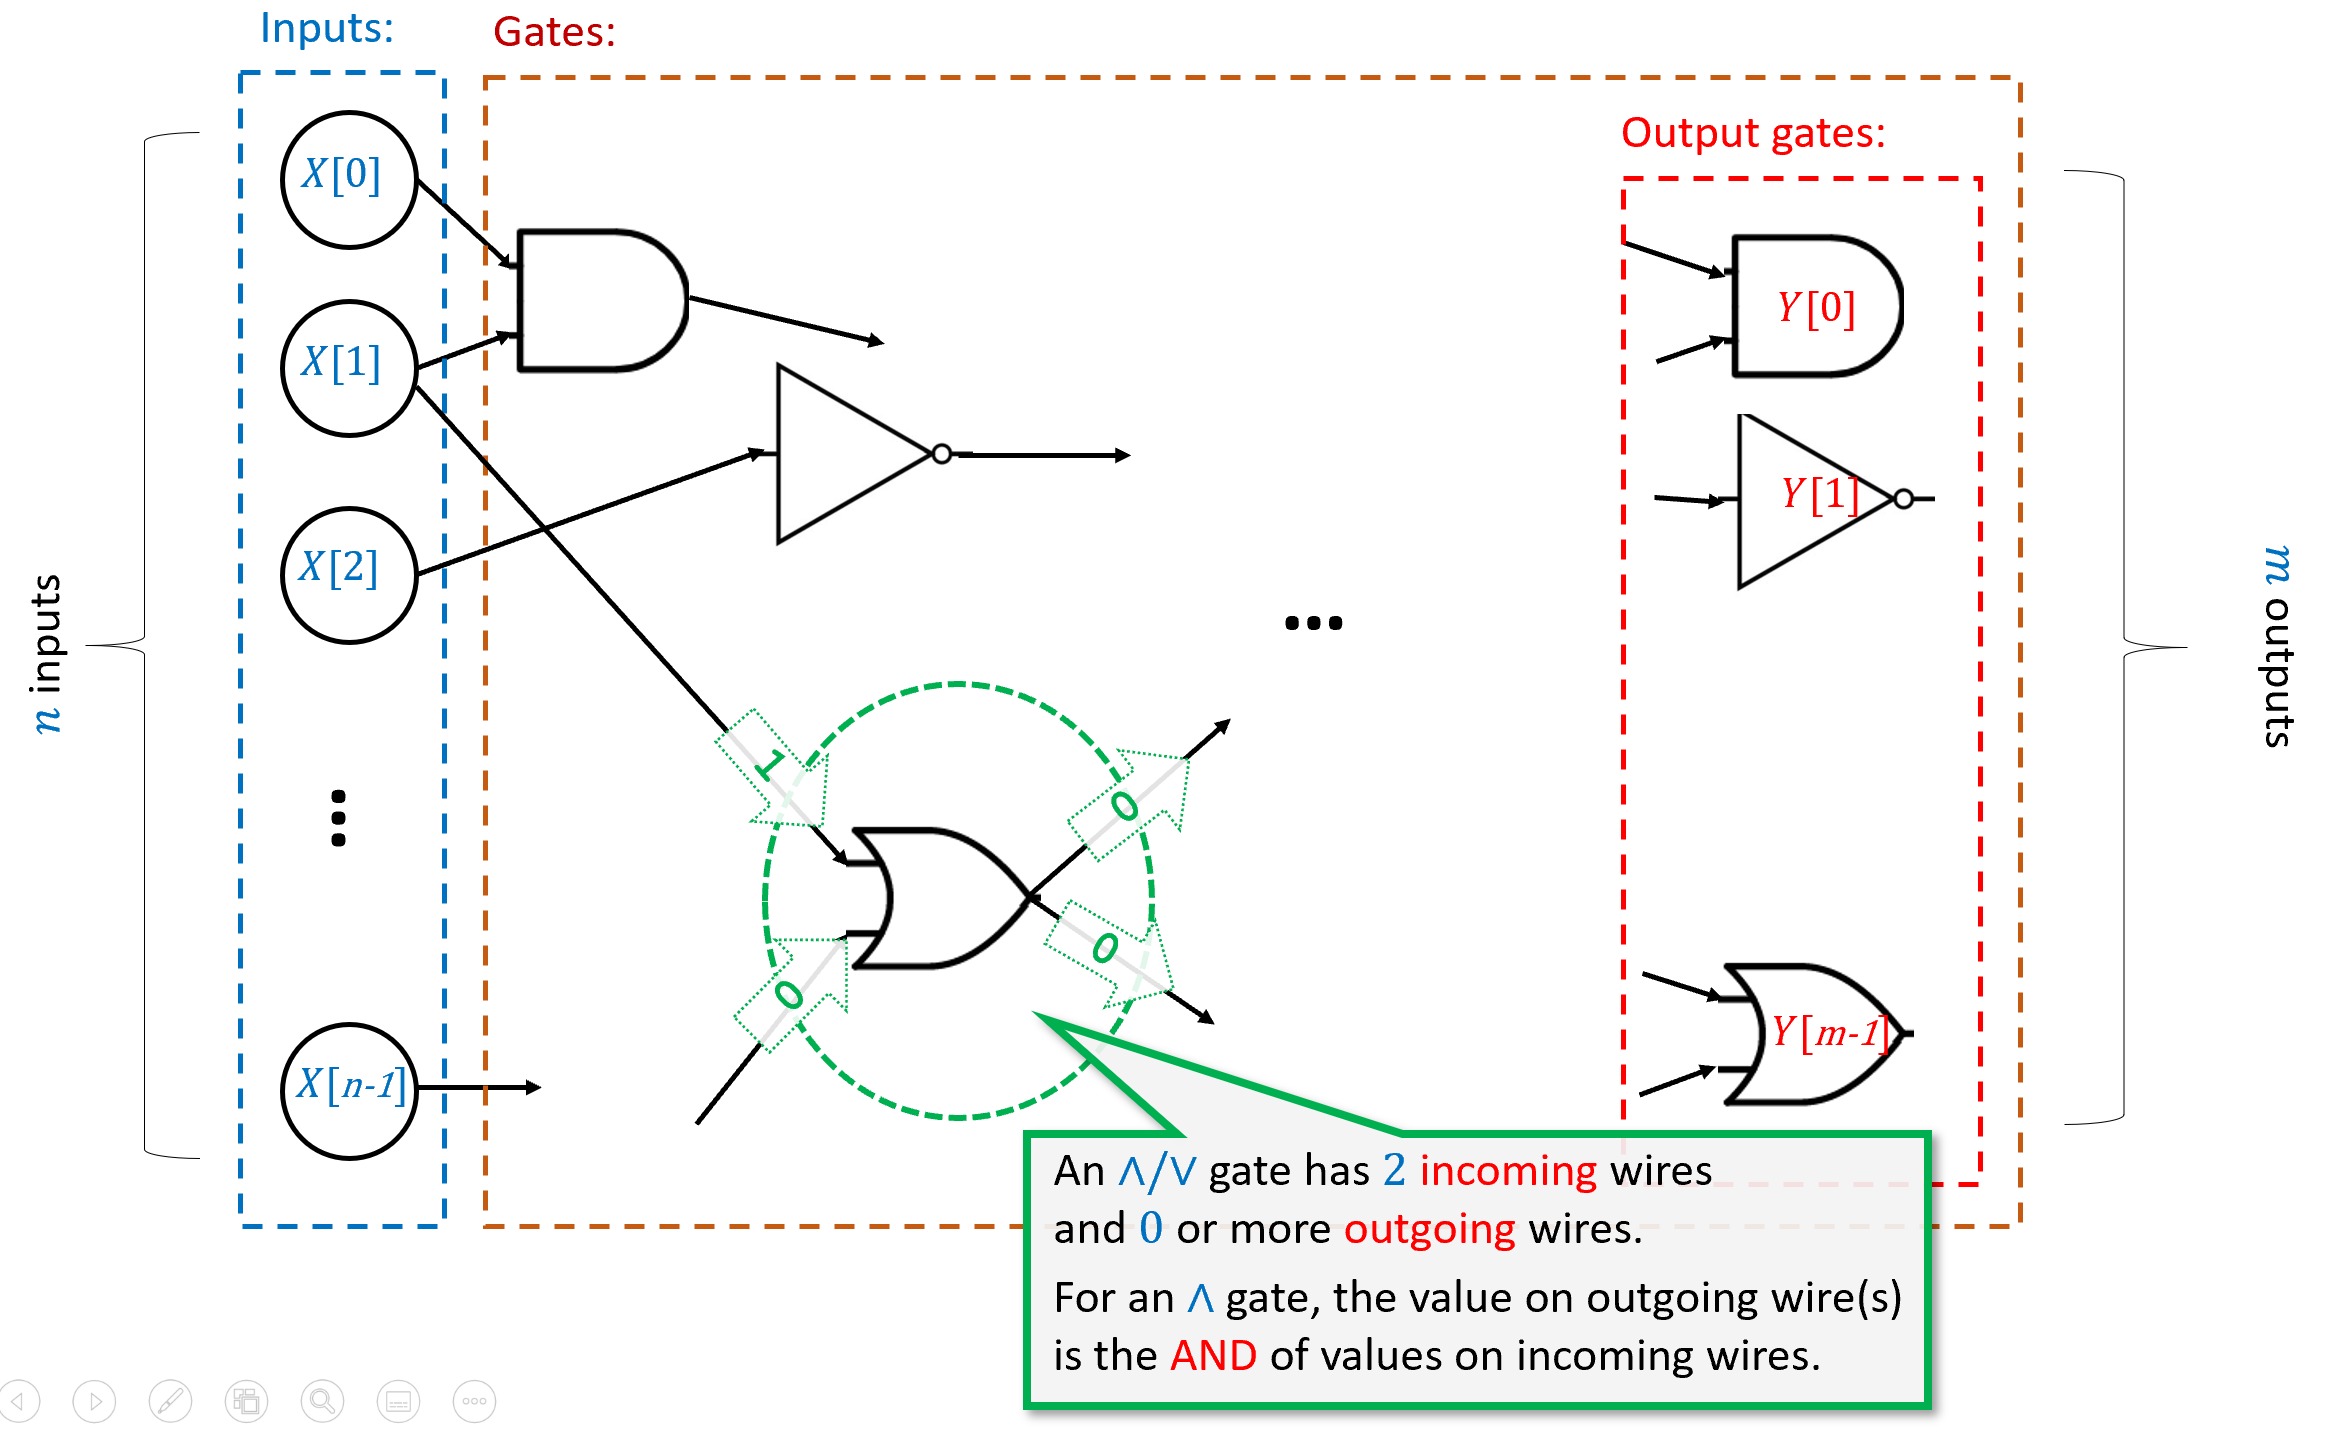 Inputs:
Gates:
Output gates:
X[0]
X[1]
X[2]
X[n-1]
n inputs
1
0
0
0
...
Y[0]
Y[1]
Y[m-1]
m outputs
An ∧/∨ gate has 2 incoming wires
and 0 or more outgoing wires.
For an ∧ gate, the value on outgoing wire(s)
is the AND of values on incoming wires.